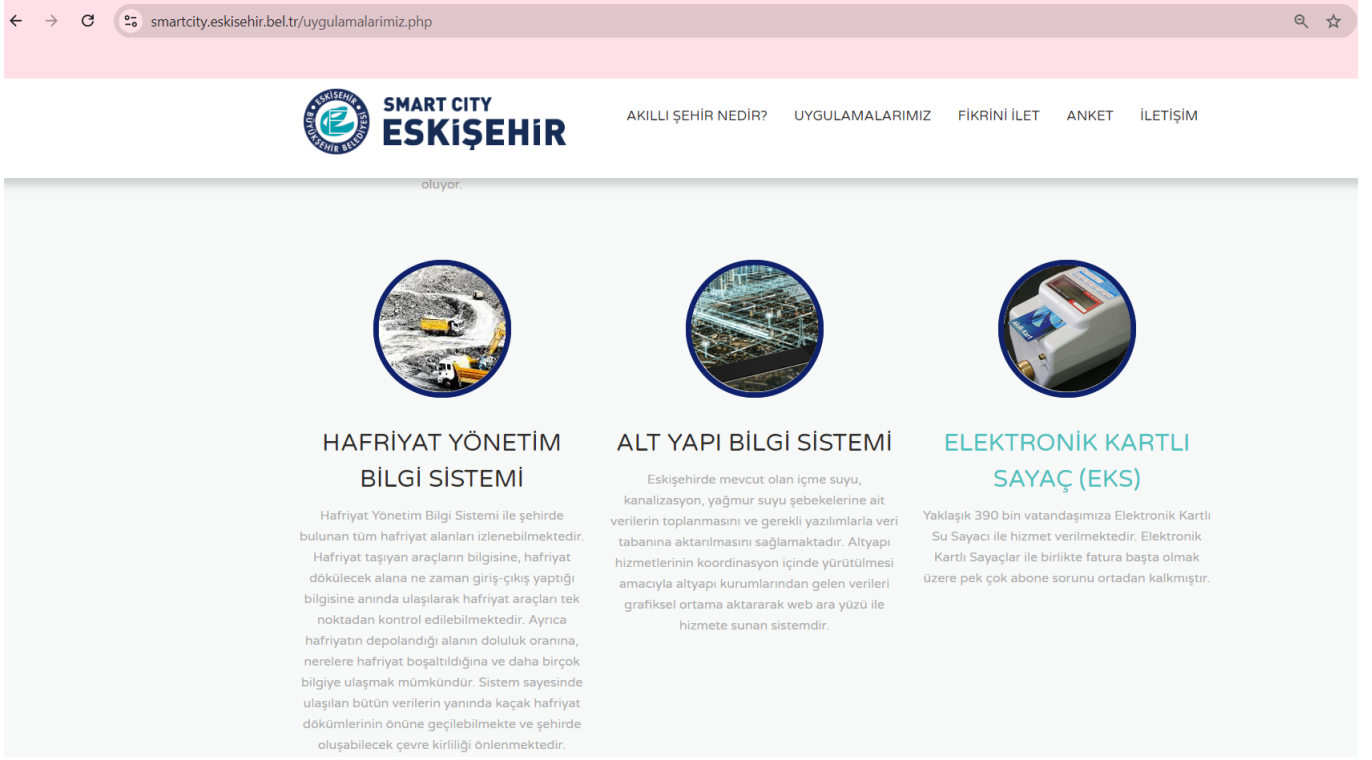 smartcity.eskisehir.bel.tr/uygulamalarimiz.php
ESKİŞEHİR BÜYÜKŞEHİR BELEDİYESİ
SMART CITY
ESKİŞEHİR
AKILLI ŞEHİR NEDİR?
UYGULAMALARIMIZ
FİKRİNİ İLET
ANKET
İLETİŞİM
oluyor.
HAFRİYAT YÖNETİM
BİLGİ SİSTEMİ
Hafriyat Yönetim Bilgi Sistemi ile şehirde
bulunan tüm hafriyat alanları izlenebilmektedir.
Hafriyat taşıyan araçların bilgisine, hafriyat
dökülecek alana ne zaman giriş-çıkış yaptığı
bilgisine anında ulaşılarak hafriyat araçları tek
noktadan kontrol edilebilmektedir. Ayrıca
hafriyatın depolandığı alanın doluluk oranına,
nerelere hafriyat boşaltıldığına ve daha birçok
bilgiye ulaşmak mümkündür. Sistem sayesinde
ulaşılan bütün verilerin yanında kaçak hafriyat
dökümlerinin önüne geçilebilmekte ve şehirde
oluşabilecek çevre kirliliği önlenmektedir.
ALT YAPI BİLGİ SİSTEMİ
Eskişehirde mevcut olan içme suyu,
kanalizasyon, yağmur suyu şebekelerine ait
verilerin toplanmasını ve gerekli yazılımlarla veri
tabanına aktarılmasını sağlamaktadır. Altyapı
hizmetlerinin koordinasyon içinde yürütülmesi
amacıyla altyapı kurumlarından gelen verileri
grafiksel ortama aktararak web ara yüzü ile
hizmete sunan sistemdir.
ELEKTRONİK KARTLI
SAYAÇ (EKS)
Yaklaşık 390 bin vatandaşımıza Elektronik Kartlı
Su Sayacı ile hizmet verilmektedir. Elektronik
Kartlı Sayaçlar ile birlikte fatura başta olmak
üzere pek çok abone sorunu ortadan kalkmıştır.